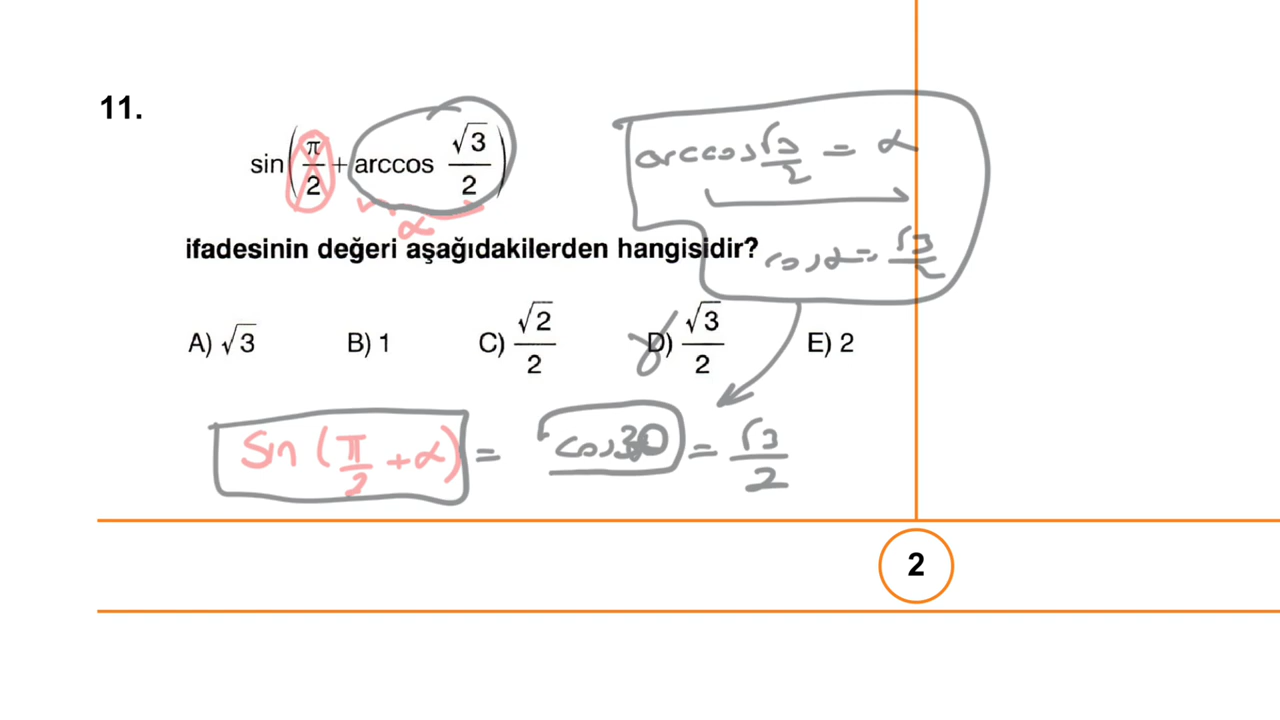 11.
sin(π/2 + arccos √3/2)
α
arccos √3/2 = α
ifadesinin değeri aşağıdakilerden hangisidir?
cosα = √3/2
A) √3 B) 1 C) √2/2 D) √3/2 E) 2
Sin (π/2 + α) = cos30 = √3/2
2